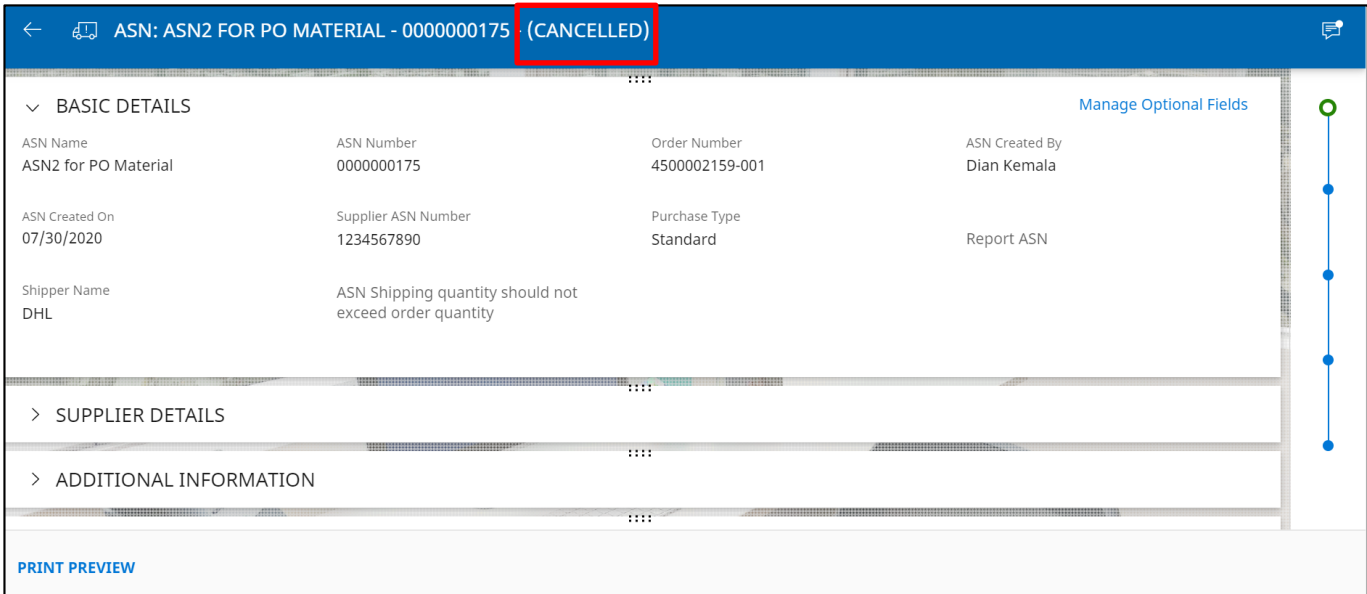 ASN: ASN2 FOR PO MATERIAL - 0000000175 - (CANCELLED)
BASIC DETAILS
Manage Optional Fields
ASN Name
ASN Number
Order Number
ASN Created By
ASN2 for PO Material
0000000175
4500002159-001
Dian Kemala
ASN Created On
Supplier ASN Number
Purchase Type
07/30/2020
1234567890
Standard
Report ASN
Shipper Name
ASN Shipping quantity should not
DHL
exceed order quantity
SUPPLIER DETAILS
ADDITIONAL INFORMATION
PRINT PREVIEW